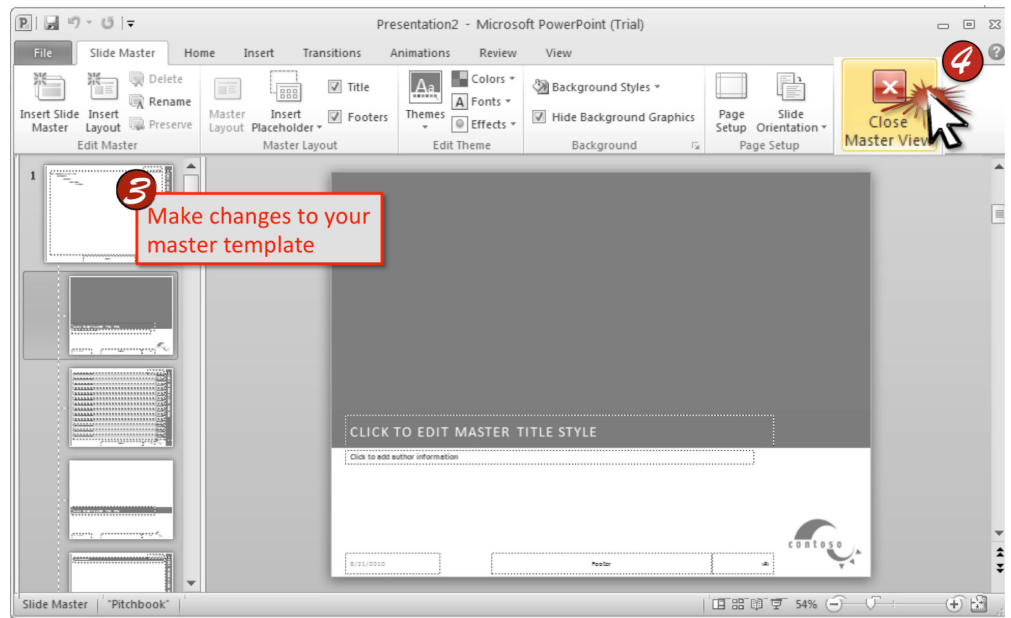 Presentation2 - Microsoft PowerPoint (Trial)
File Slide Master Home Insert Transitions Animations Review View
4
Insert Slide Master
Insert Layout
Delete
Rename
Preserve
Edit Master
Master Layout
Insert Placeholder
Title
Footers
Master Layout
Aa
Themes
Colors
A Fonts
Effects
Edit Theme
Background Styles
Hide Background Graphics
Background
Page Setup
Slide Orientation
Page Setup
Close
Master View
1
3
Make changes to your
master template
CLICK TO EDIT MASTER TITLE STYLE
Click to add author information
contoso
8/21/2010
Footer
Slide Master "Pitchbook" 54%